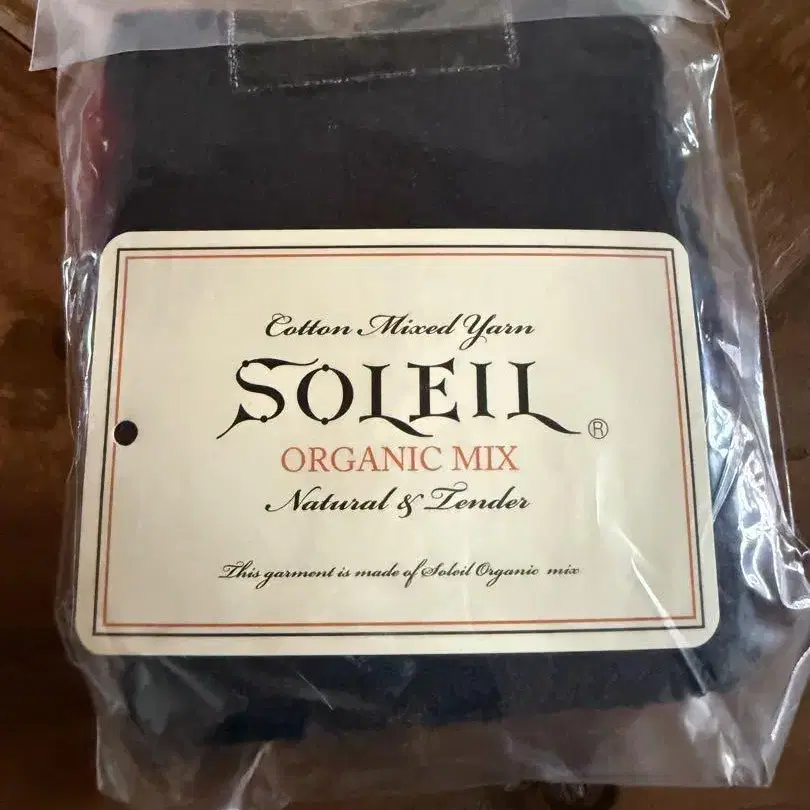 Cotton Mixed Yarn
SOLEIL®
ORGANIC MIX
Natural & Tender
This garment is made of Soleil Organic mix